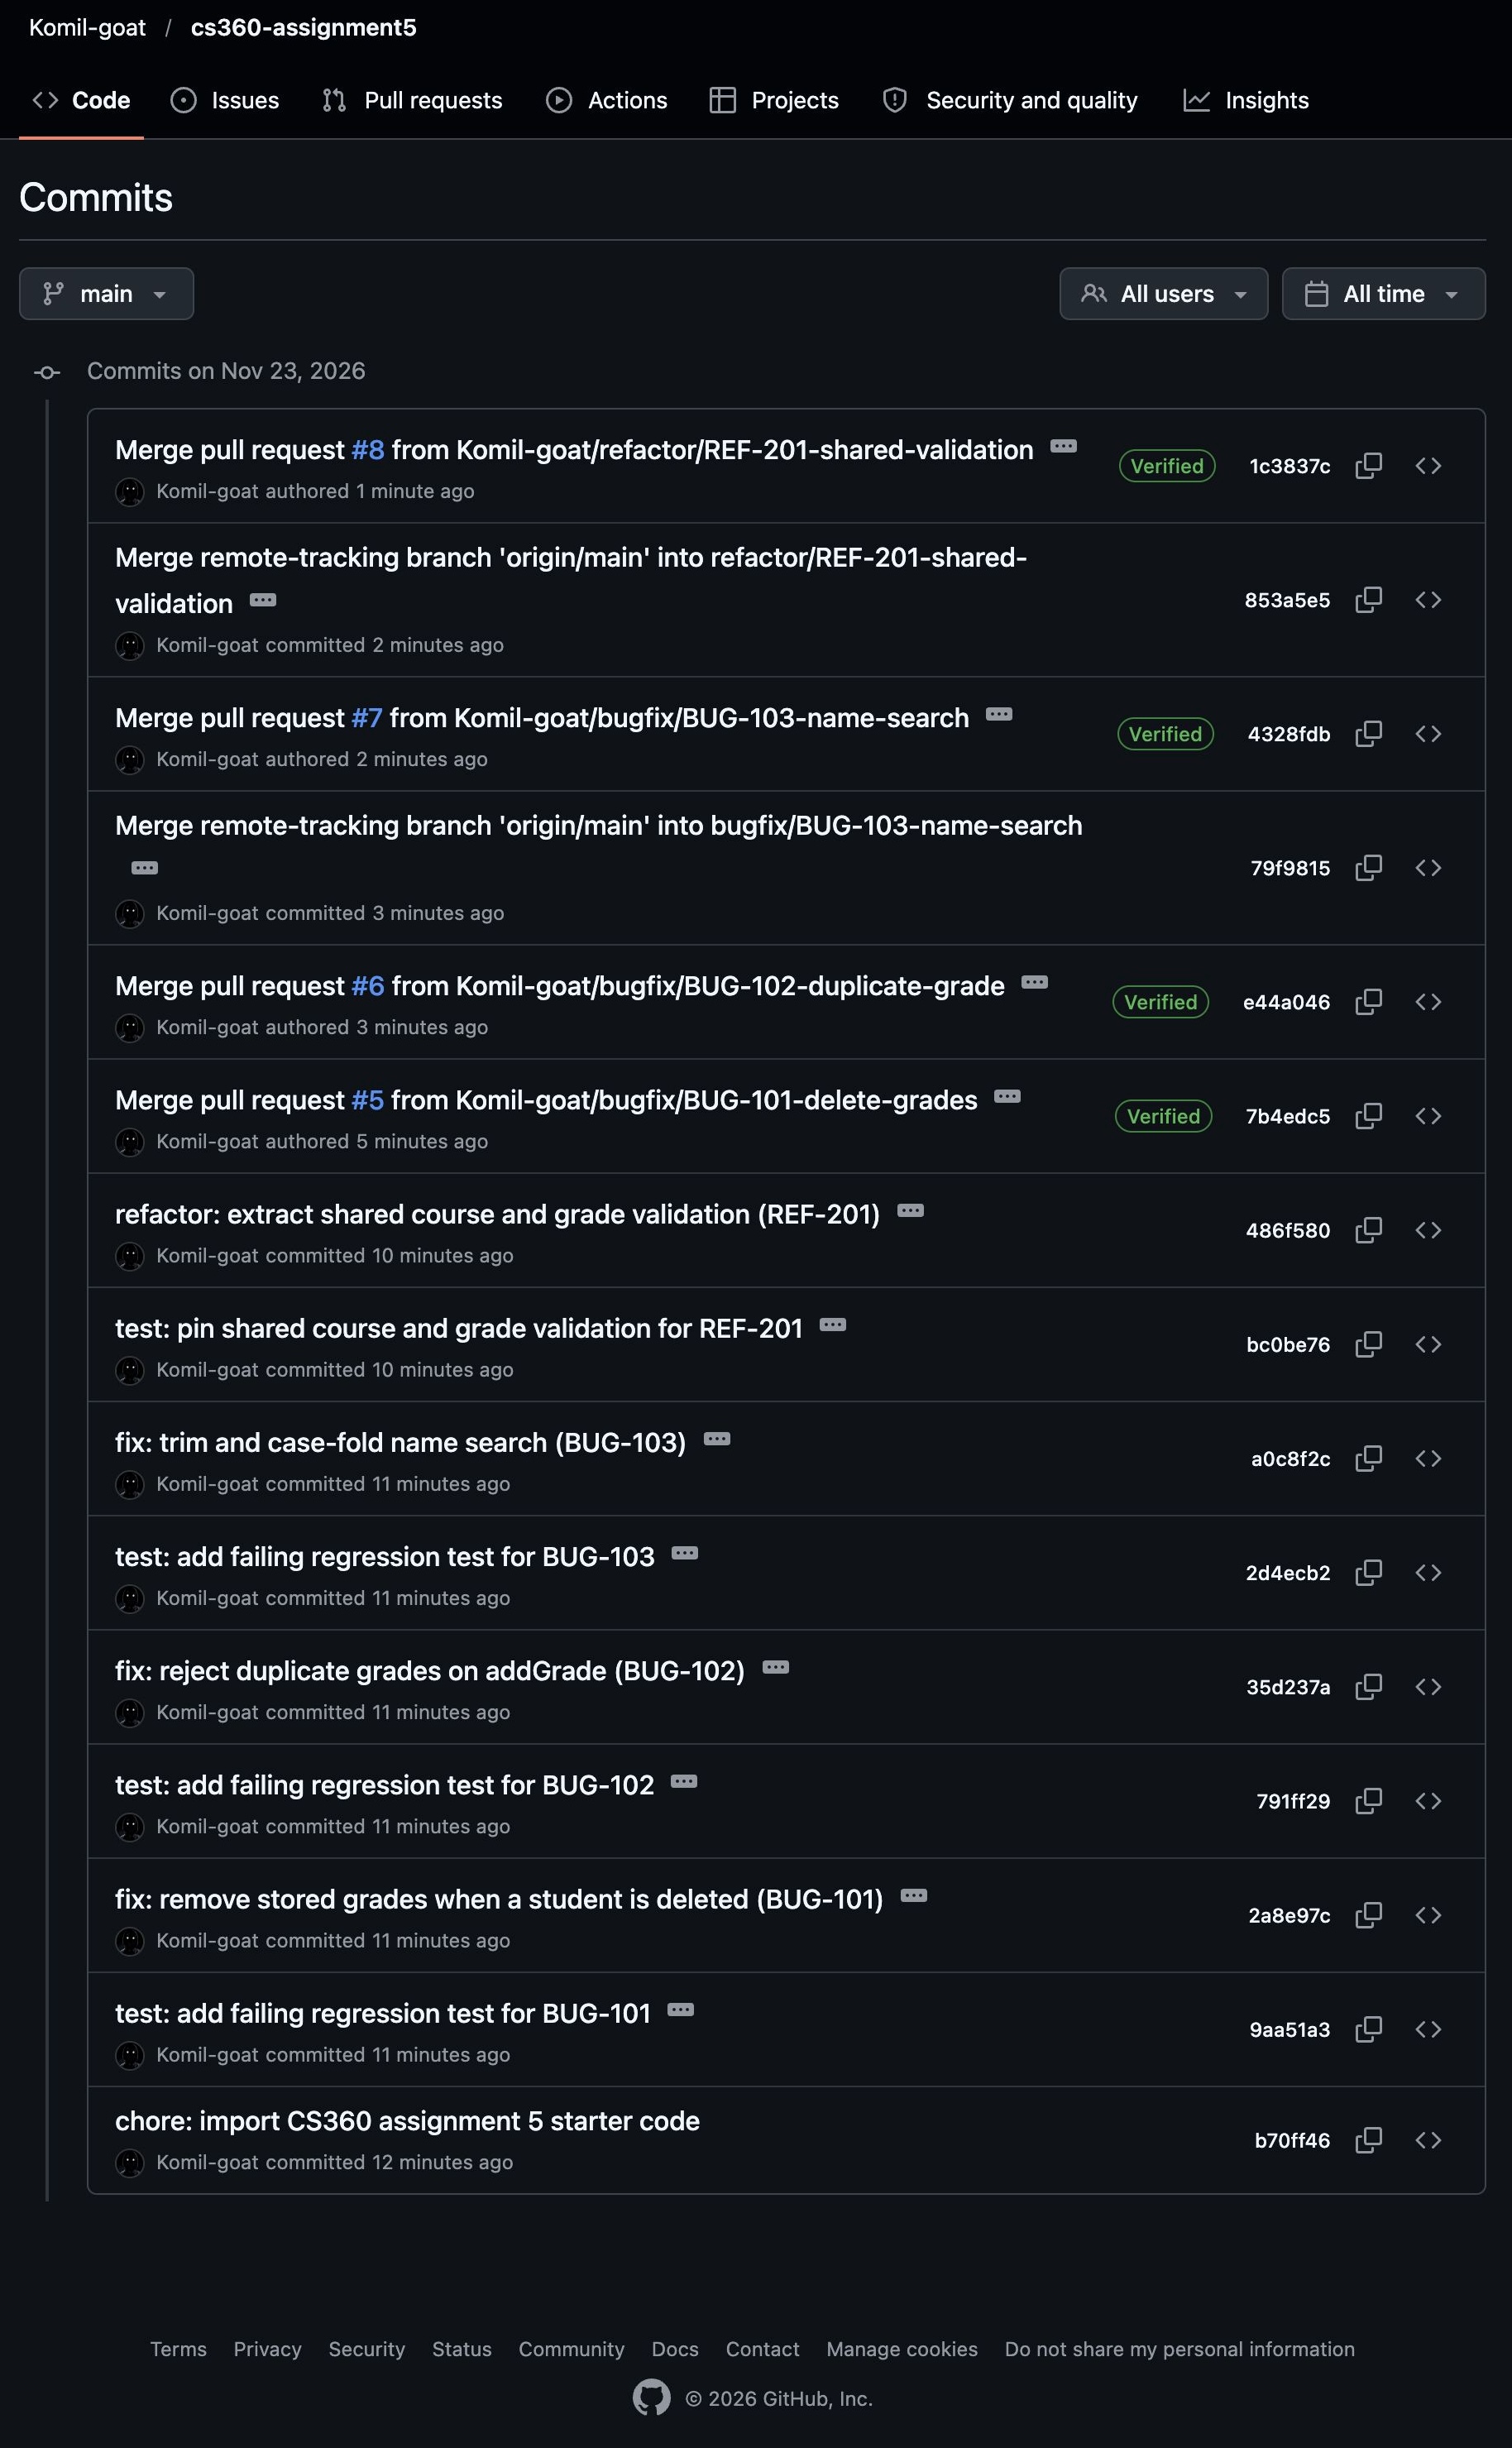 Komil-goat / cs360-assignment5
Code Issues Pull requests Actions Projects Security and quality Insights
Commits
main All users All time
Commits on Nov 23, 2026
Merge pull request #8 from Komil-goat/refactor/REF-201-shared-validation
Komil-goat authored 1 minute ago
Verified 1c3837c
Merge remote-tracking branch 'origin/main' into refactor/REF-201-shared-
validation
Komil-goat committed 2 minutes ago
853a5e5
Merge pull request #7 from Komil-goat/bugfix/BUG-103-name-search
Komil-goat authored 2 minutes ago
Verified 4328fdb
Merge remote-tracking branch 'origin/main' into bugfix/BUG-103-name-search
Komil-goat committed 3 minutes ago
79f9815
Merge pull request #6 from Komil-goat/bugfix/BUG-102-duplicate-grade
Komil-goat authored 3 minutes ago
Verified e44a046
Merge pull request #5 from Komil-goat/bugfix/BUG-101-delete-grades
Komil-goat authored 5 minutes ago
Verified 7b4edc5
refactor: extract shared course and grade validation (REF-201)
Komil-goat committed 10 minutes ago
486f580
test: pin shared course and grade validation for REF-201
Komil-goat committed 10 minutes ago
bc0be76
fix: trim and case-fold name search (BUG-103)
Komil-goat committed 11 minutes ago
a0c8f2c
test: add failing regression test for BUG-103
Komil-goat committed 11 minutes ago
2d4ecb2
fix: reject duplicate grades on addGrade (BUG-102)
Komil-goat committed 11 minutes ago
35d237a
test: add failing regression test for BUG-102
Komil-goat committed 11 minutes ago
791ff29
fix: remove stored grades when a student is deleted (BUG-101)
Komil-goat committed 11 minutes ago
2a8e97c
test: add failing regression test for BUG-101
Komil-goat committed 11 minutes ago
9aa51a3
chore: import CS360 assignment 5 starter code
Komil-goat committed 12 minutes ago
b70ff46
Terms Privacy Security Status Community Docs Contact Manage cookies Do not share my personal information
© 2026 GitHub, Inc.